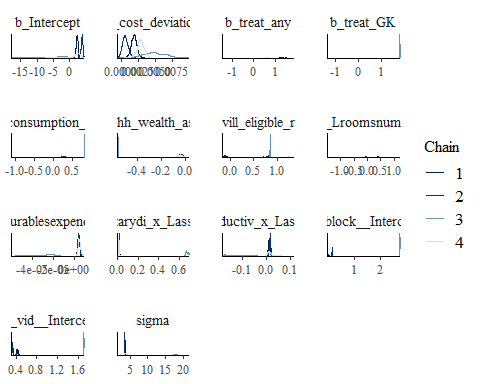 b_Intercept
_cost_deviatio
b_treat_any
b_treat_GK
-15 -10 -5 0
-1 0 1
-1 0 1
:onsumption_
hh_wealth_as
vill_eligible_r
_Lroomsnum
-1.0-0.5 0.0 0.5
-0.4 -0.2 0.0
0.0 0.5 1.0
Chain
1
2
3
4
urablesexpend
tarydi_x_Lass
ductiv_x_Las
block__Interc
0.0 0.2 0.4 0.6
-0.1 0.0 0.1
1 2
_vid__Interce
sigma
0.4 0.8 1.2 1.6
5 10 15 20